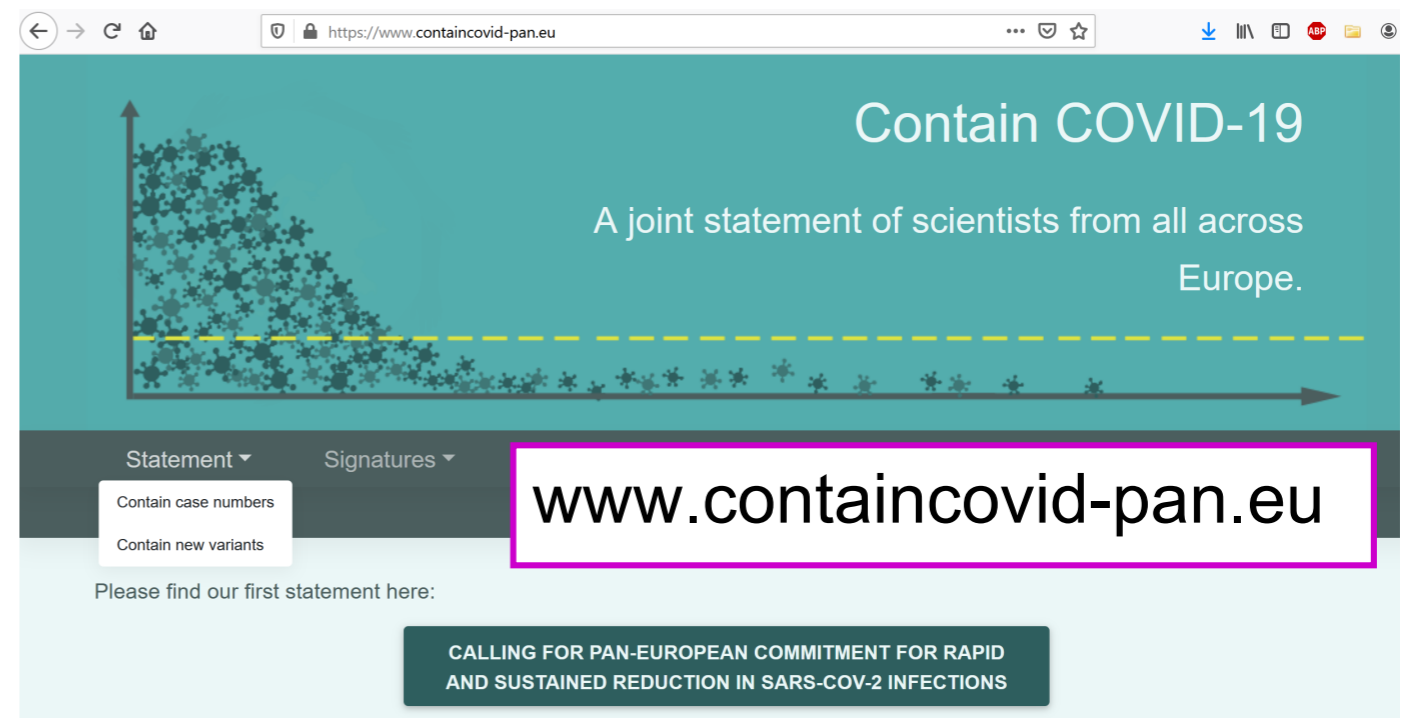 https://www.containcovid-pan.eu
ABP
Contain COVID-19
A joint statement of scientists from all across
Europe.
Statement
Signatures
www.containcovid-pan.eu
Contain case numbers
Contain new variants
Please find our first statement here:
CALLING FOR PAN-EUROPEAN COMMITMENT FOR RAPID
AND SUSTAINED REDUCTION IN SARS-COV-2 INFECTIONS